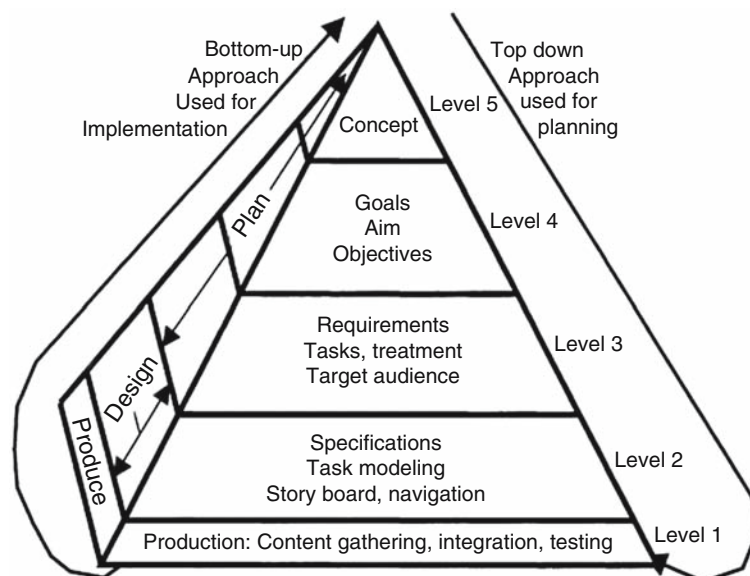 Bottom-up
Approach
Used for
Implementation
Top down
Approach
used for
planning
Level 5
Concept
Plan
Goals
Aim
Objectives
Level 4
Requirements
Tasks, treatment
Target audience
Level 3
Design
Specifications
Task modeling
Story board, navigation
Level 2
Produce
Production: Content gathering, integration, testing
Level 1